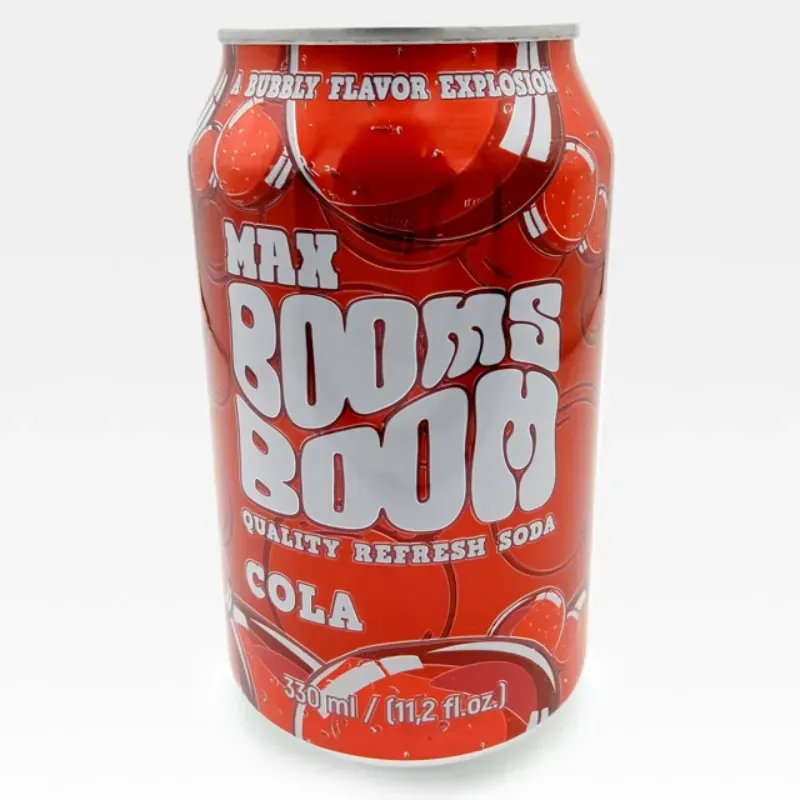 A BUBBLY FLAVOR EXPLOSION
MAX
BOOMS
BOOM
QUALITY REFRESH SODA
COLA
330 ml / (11,2 fl.oz.)